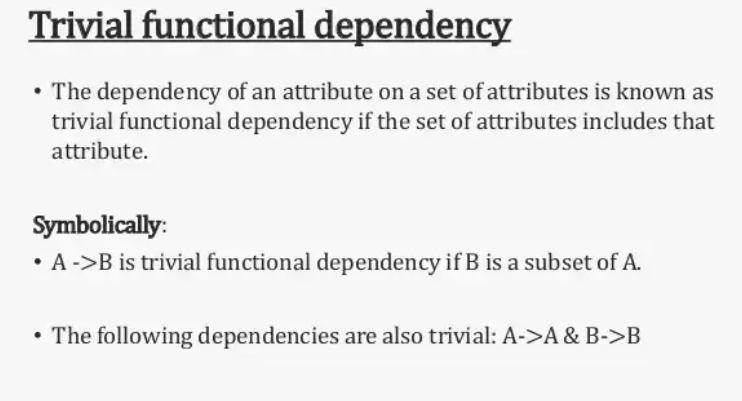 Trivial functional dependency
• The dependency of an attribute on a set of attributes is known as
trivial functional dependency if the set of attributes includes that
attribute.
Symbolically:
• A ->B is trivial functional dependency if B is a subset of A.
• The following dependencies are also trivial: A->A & B->B